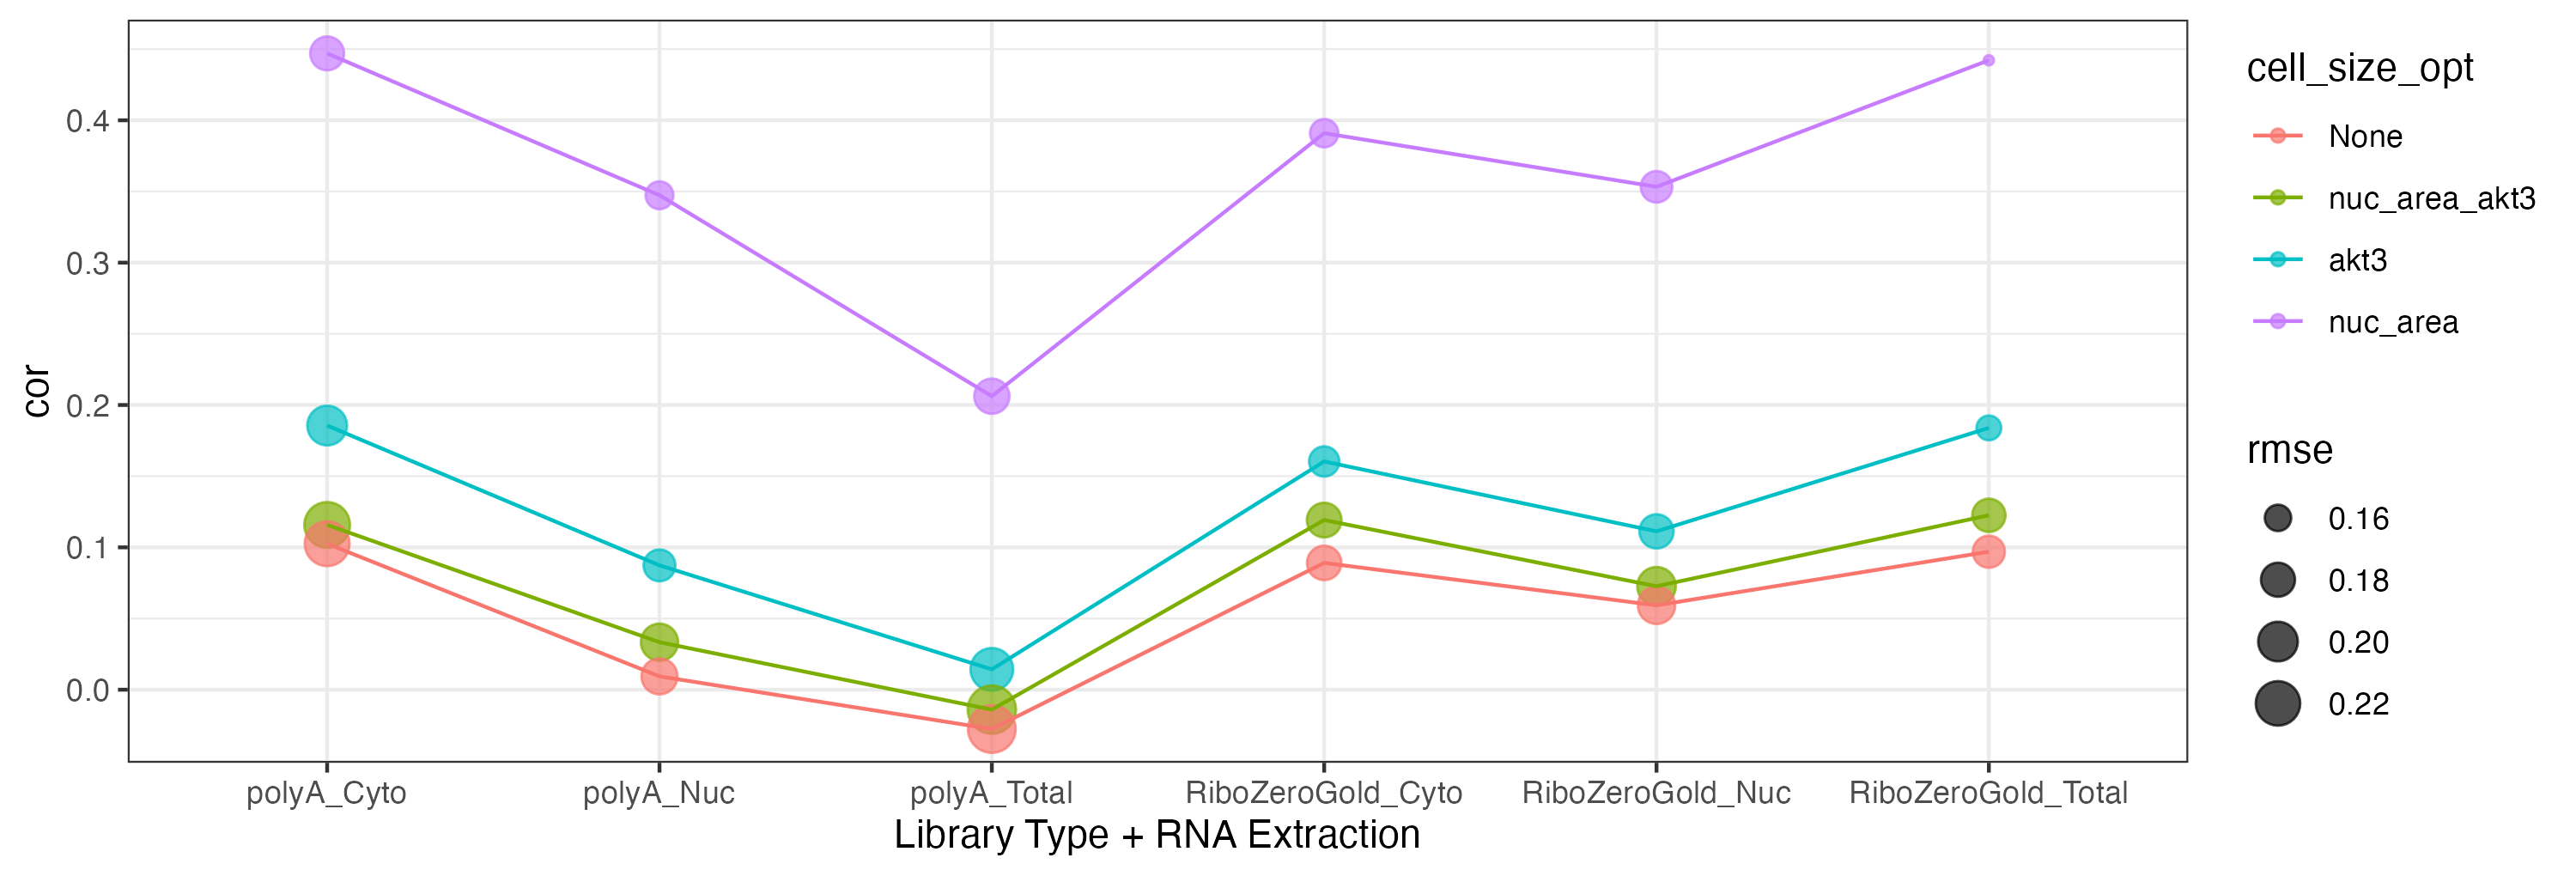 cor
0.4
0.3
0.2
0.1
0.0
polyA_Cyto
polyA_Nuc
polyA_Total
RiboZeroGold_Cyto
RiboZeroGold_Nuc
RiboZeroGold_Total
Library Type + RNA Extraction
cell_size_opt
None
nuc_area_akt3
akt3
nuc_area
rmse
0.16
0.18
0.20
0.22